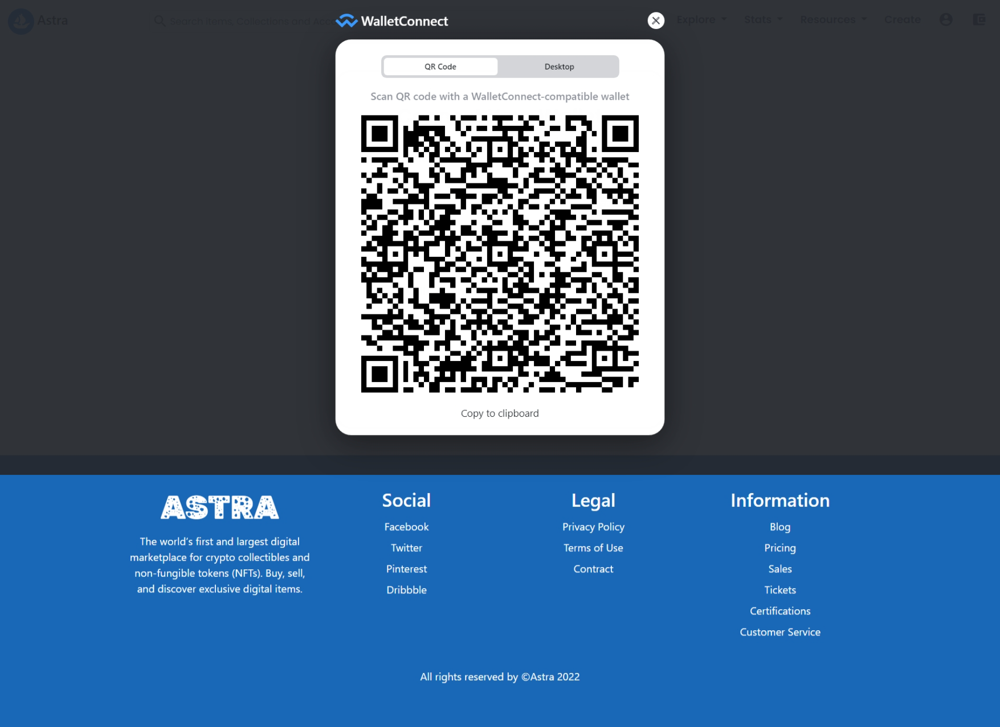 Astra
Search Items, Collections and Acco
WalletConnect
Explore
Stats
Resources
Create
QR Code
Desktop
Scan QR code with a WalletConnect-compatible wallet
Copy to clipboard
ASTRA
The world's first and largest digital
marketplace for crypto collectibles and
non-fungible tokens (NFTs). Buy, sell,
and discover exclusive digital items.
Social
Facebook
Twitter
Pinterest
Dribbble
Legal
Privacy Policy
Terms of Use
Contract
Information
Blog
Pricing
Sales
Tickets
Certifications
Customer Service
All rights reserved by ©Astra 2022